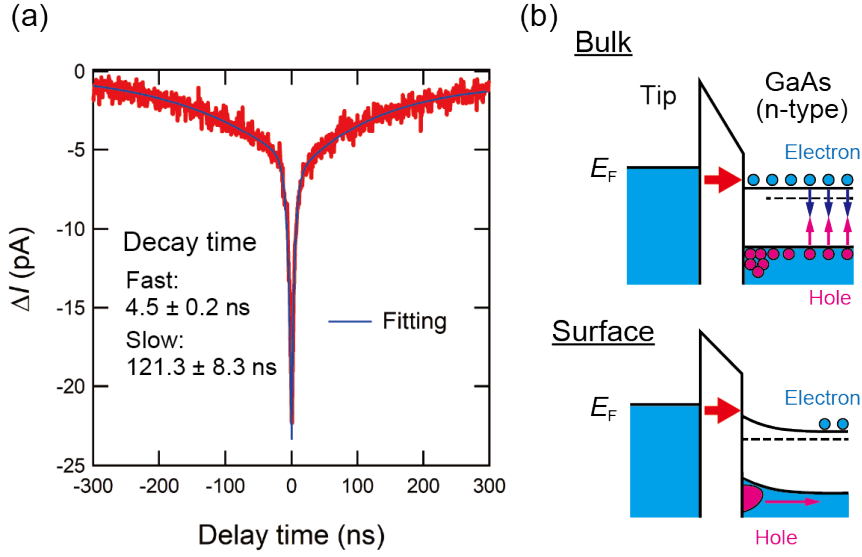 (a)
0
-5
-10
-15
-20
-25
ΔI (pA)
Decay time
Fast:
4.5 ± 0.2 ns
Slow:
121.3 ± 8.3 ns
Fitting
-300
-200
-100
0
100
200
300
Delay time (ns)
(b)
Bulk
Tip
GaAs
(n-type)
Electron
EF
Hole
Surface
Electron
EF
Hole